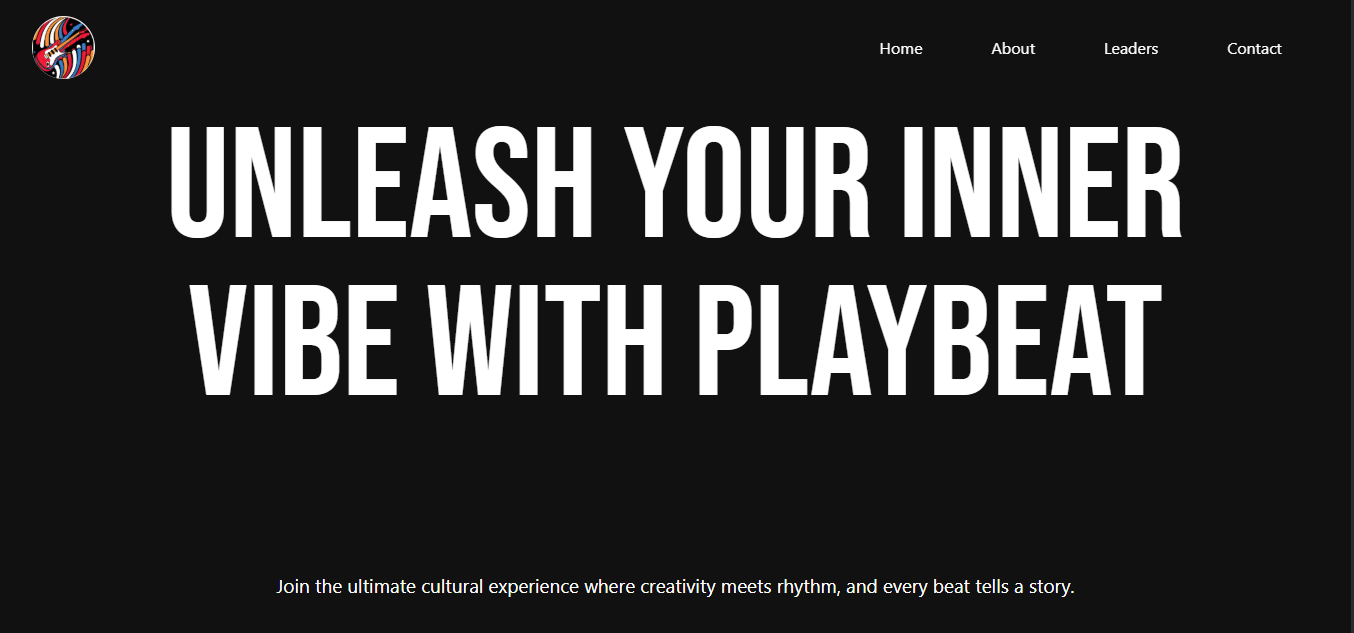 Home About Leaders Contact
UNLEASH YOUR INNER
VIBE WITH PLAYBEAT
Join the ultimate cultural experience where creativity meets rhythm, and every beat tells a story.